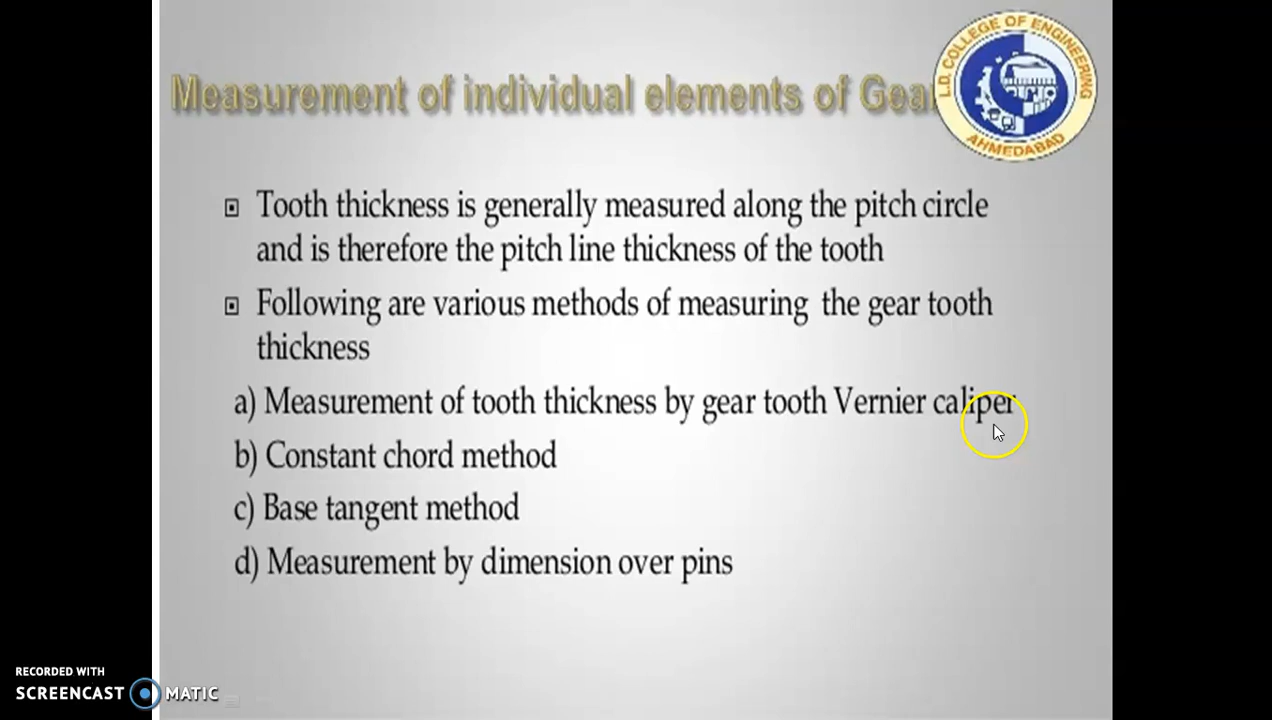 Measurement of individual elements of Gear
L.D. COLLEGE OF ENGINEERING
AHMEDABAD
Tooth thickness is generally measured along the pitch circle
and is therefore the pitch line thickness of the tooth
Following are various methods of measuring the gear tooth
thickness
a) Measurement of tooth thickness by gear tooth Vernier caliper
b) Constant chord method
c) Base tangent method
d) Measurement by dimension over pins
RECORDED WITH
SCREENCAST MATIC